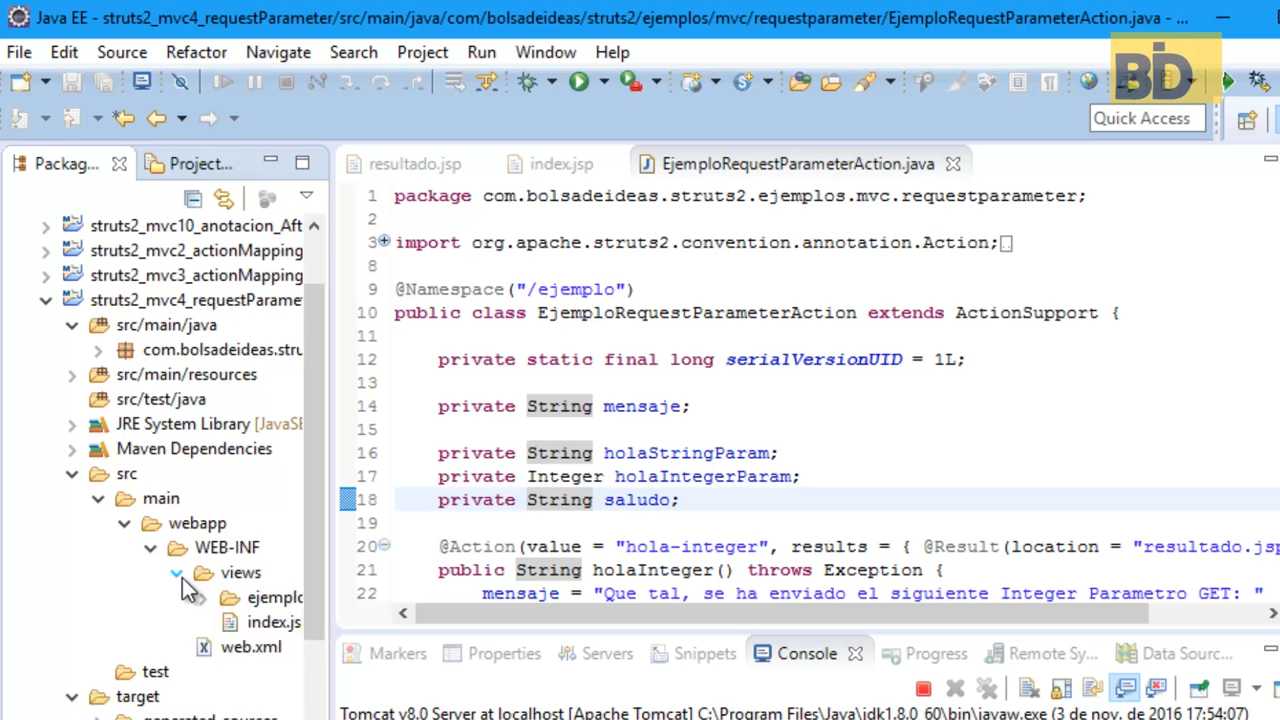 Java EE - struts2_mvc4_requestParameter/src/main/java/com/bolsadeideas/struts2/ejemplos/mvc/requestparameter/EjemploRequestParameterAction.java - ...
File Edit Source Refactor Navigate Search Project Run Window Help
BD
Quick Access
Packag... Project...
resultado.jsp index.jsp EjemploRequestParameterAction.java
struts2_mvc10_anotacion_Aft
struts2_mvc2_actionMapping
struts2_mvc3_actionMapping
struts2_mvc4_requestParame
src/main/java
com.bolsadeideas.stru
src/main/resources
src/test/java
JRE System Library [JavaSE
Maven Dependencies
src
main
webapp
WEB-INF
views
ejemplo
index.js
web.xml
test
target
generated-sources
1 package com.bolsadeideas.struts2.ejemplos.mvc.requestparameter;
2
3 import org.apache.struts2.convention.annotation.Action;
8
9 @Namespace("/ejemplo")
10 public class EjemploRequestParameterAction extends ActionSupport {
11
12 private static final long serialVersionUID = 1L;
13
14 private String mensaje;
15
16 private String holaStringParam;
17 private Integer holaIntegerParam;
18 private String saludo;
19
20 @Action(value = "hola-integer", results = { @Result(location = "resultado.jsp
21 public String holaInteger() throws Exception {
22 mensaje = "Que tal, se ha enviado el siguiente Integer Parametro GET: "
Markers Properties Servers Snippets Console Progress Remote Sy... Data Sourc...
Tomcat v8.0 Server at localhost [Apache Tomcat] C:\Program Files\Java\jdk1.8.0_60\bin\javaw.exe (3 de nov. de 2016 17:54:07)